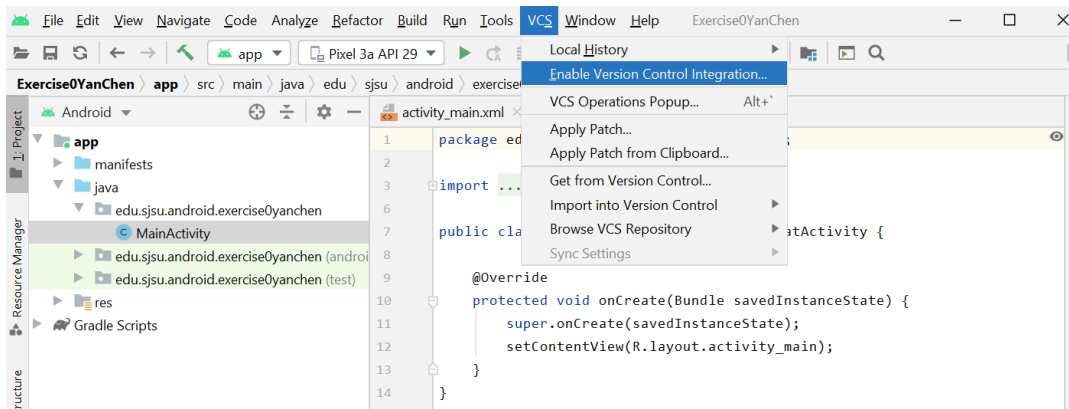 File Edit View Navigate Code Analyze Refactor Build Run Tools VCS Window Help Exercise0YanChen
app Pixel 3a API 29
Exercise0YanChen app src main java edu sjsu android
Local History
Enable Version Control Integration...
VCS Operations Popup... Alt+`
Apply Patch...
Apply Patch from Clipboard...
Get from Version Control...
Import into Version Control
Browse VCS Repository
Sync Settings
1: Project
Resource Manager
Android
app
manifests
java
edu.sjsu.android.exercise0yanchen
MainActivity
edu.sjsu.android.exercise0yanchen (androi
edu.sjsu.android.exercise0yanchen (test)
res
Gradle Scripts
activity_main.xml
1 package ed ;
2
3 import ...
6
7 public cla atActivity {
8
9 @Override
10 protected void onCreate(Bundle savedInstanceState) {
11 super.onCreate(savedInstanceState);
12 setContentView(R.layout.activity_main);
13 }
14 }